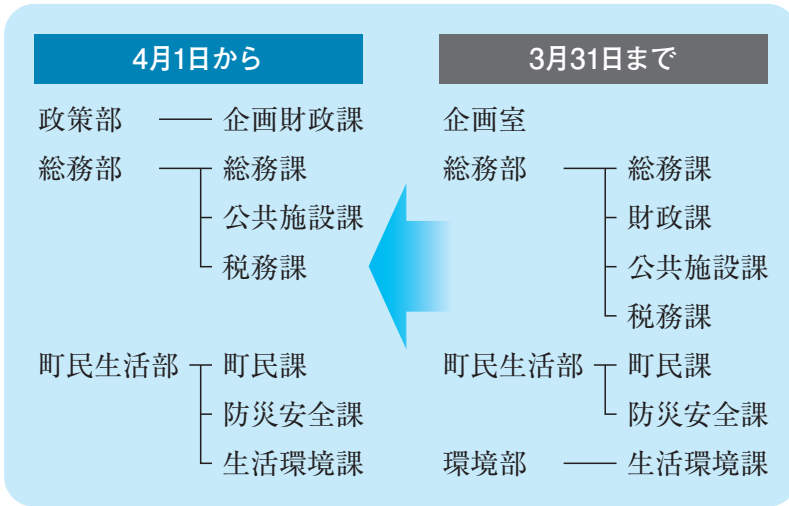 4月1日から
政策部 企画財政課
総務部 総務課
公共施設課
税務課
町民生活部 町民課
防災安全課
生活環境課
3月31日まで
企画室
総務部 総務課
財政課
公共施設課
税務課
町民生活部 町民課
防災安全課
環境部 生活環境課